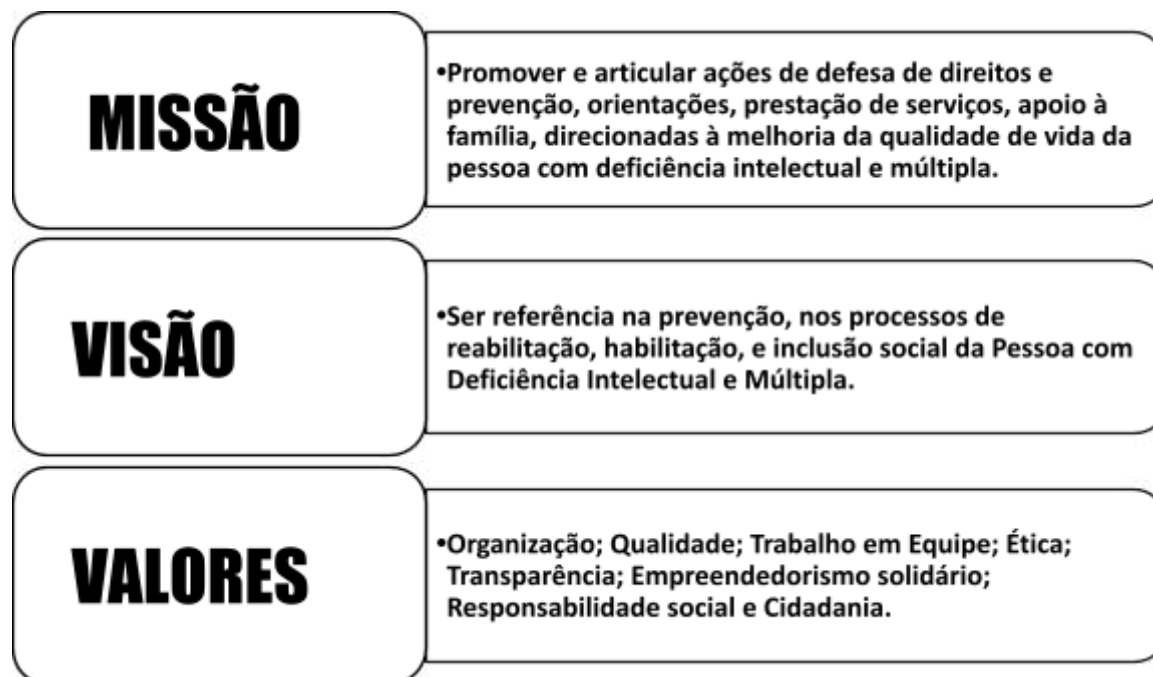 MISSÃO
•Promover e articular ações de defesa de direitos e
prevenção, orientações, prestação de serviços, apoio à
família, direcionadas à melhoria da qualidade de vida da
pessoa com deficiência intelectual e múltipla.
VISÃO
•Ser referência na prevenção, nos processos de
reabilitação, habilitação, e inclusão social da Pessoa com
Deficiência Intelectual e Múltipla.
VALORES
•Organização; Qualidade; Trabalho em Equipe; Ética;
Transparência; Empreendedorismo solidário;
Responsabilidade social e Cidadania.